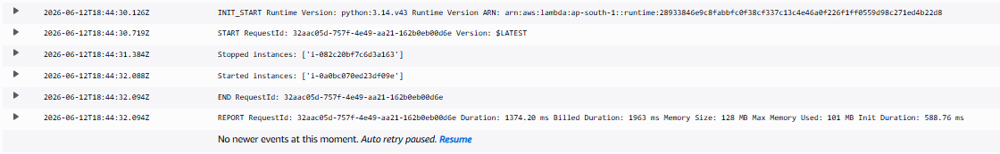 2026-06-12T18:44:30.126Z INIT_START Runtime Version: python:3.14.v43 Runtime Version ARN: arn:aws:lambda:ap-south-1::runtime:28933846e9c8fabbfc0f38cf337c13c4e46a0f226f1ff0559d98c271ed4b22d8
2026-06-12T18:44:30.719Z START RequestId: 32aac05d-757f-4e49-aa21-162b0eb00d6e Version: $LATEST
2026-06-12T18:44:31.384Z Stopped instances: ['i-082c20bf7c6d3a163']
2026-06-12T18:44:32.088Z Started instances: ['i-0a0bc070ed23df09e']
2026-06-12T18:44:32.094Z END RequestId: 32aac05d-757f-4e49-aa21-162b0eb00d6e
2026-06-12T18:44:32.094Z REPORT RequestId: 32aac05d-757f-4e49-aa21-162b0eb00d6e Duration: 1374.20 ms Billed Duration: 1963 ms Memory Size: 128 MB Max Memory Used: 101 MB Init Duration: 588.76 ms
No newer events at this moment. Auto retry paused. Resume